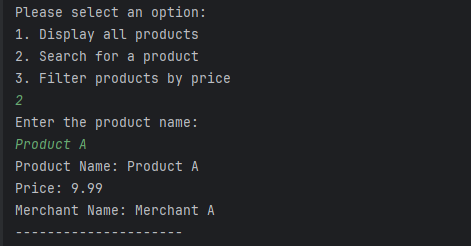 Please select an option:
1. Display all products
2. Search for a product
3. Filter products by price
2
Enter the product name:
Product A
Product Name: Product A
Price: 9.99
Merchant Name: Merchant A
---------------------